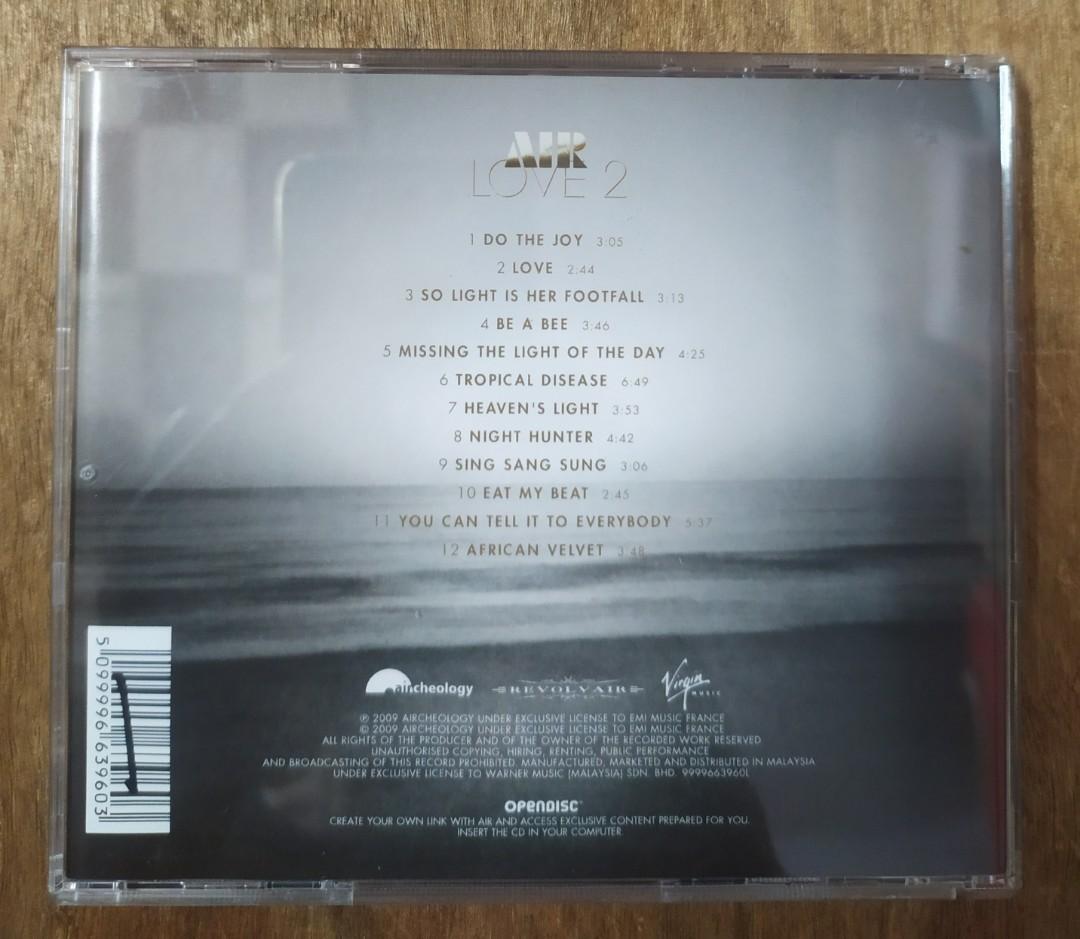 AIR
LOVE 2
1 DO THE JOY 3:05
2 LOVE 2:44
3 SO LIGHT IS HER FOOTFALL 3:13
4 BE A BEE 3:46
5 MISSING THE LIGHT OF THE DAY 4:25
6 TROPICAL DISEASE 6:49
7 HEAVEN'S LIGHT 3:53
8 NIGHT HUNTER 4:42
9 SING SANG SUNG 3:06
10 EAT MY BEAT 2:45
11 YOU CAN TELL IT TO EVERYBODY 5:37
12 AFRICAN VELVET 3:48
5 099996 639603
aircheology REVOLVAIR Virgin MUSIC
℗ 2009 AIRCHEOLOGY UNDER EXCLUSIVE LICENSE TO EMI MUSIC FRANCE
© 2009 AIRCHEOLOGY UNDER EXCLUSIVE LICENSE TO EMI MUSIC FRANCE
ALL RIGHTS OF THE PRODUCER AND OF THE OWNER OF THE RECORDED WORK RESERVED
UNAUTHORISED COPYING, HIRING, RENTING, PUBLIC PERFORMANCE
AND BROADCASTING OF THIS RECORD PROHIBITED. MANUFACTURED, MARKETED AND DISTRIBUTED IN MALAYSIA
UNDER EXCLUSIVE LICENSE TO WARNER MUSIC (MALAYSIA) SDN. BHD. 9999663960L
OPENDISC
CREATE YOUR OWN LINK WITH AIR AND ACCESS EXCLUSIVE CONTENT PREPARED FOR YOU.
INSERT THE CD IN YOUR COMPUTER.